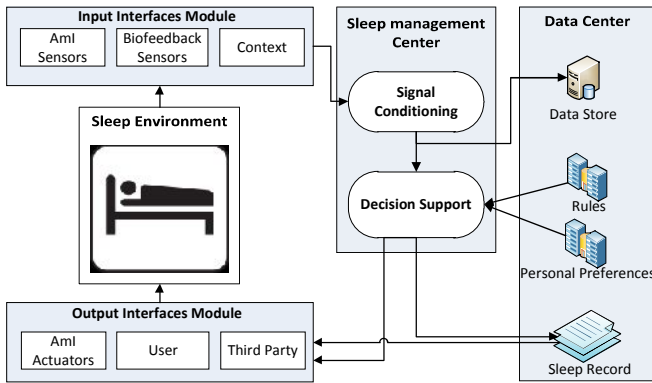 Input Interfaces Module
AmI
Sensors
Biofeedback
Sensors
Context
Sleep Environment
Output Interfaces Module
AmI
Actuators
User
Third Party
Sleep management
Center
Signal
Conditioning
Decision Support
Data Center
Data Store
Rules
Personal Preferences
Sleep Record